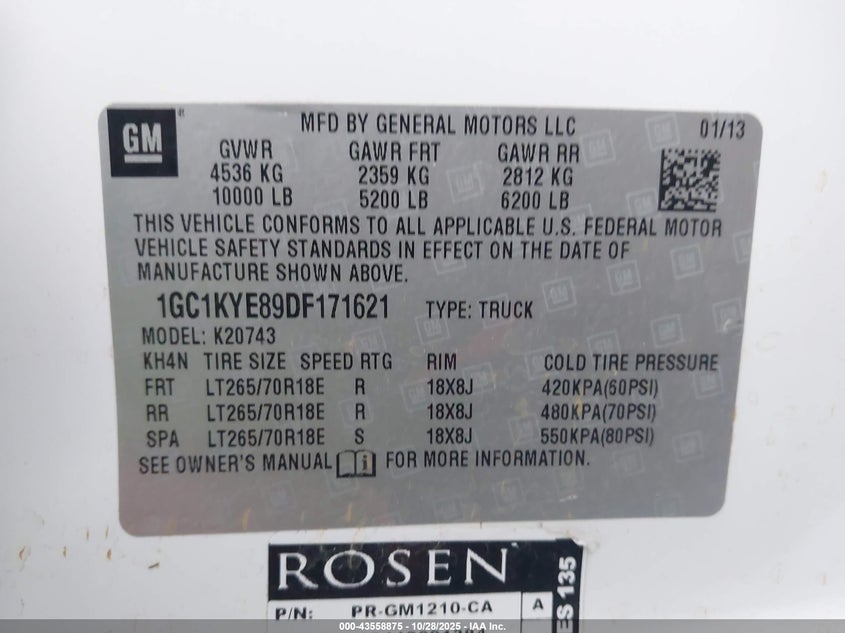 GM
®
MFD BY GENERAL MOTORS LLC 01/13
GVWR GAWR FRT GAWR RR
4536 KG 2359 KG 2812 KG
10000 LB 5200 LB 6200 LB
THIS VEHICLE CONFORMS TO ALL APPLICABLE U.S. FEDERAL MOTOR
VEHICLE SAFETY STANDARDS IN EFFECT ON THE DATE OF
MANUFACTURE SHOWN ABOVE.
1GC1KYE89DF171621 TYPE: TRUCK
MODEL: K20743
KH4N TIRE SIZE SPEED RTG RIM COLD TIRE PRESSURE
FRT LT265/70R18E R 18X8J 420KPA(60PSI)
RR LT265/70R18E R 18X8J 480KPA(70PSI)
SPA LT265/70R18E S 18X8J 550KPA(80PSI)
SEE OWNER'S MANUAL i FOR MORE INFORMATION.
ROSEN
P/N: PR-GM1210-CA A
ES 135
000-43558875 - 10/28/2025 - IAA Inc.